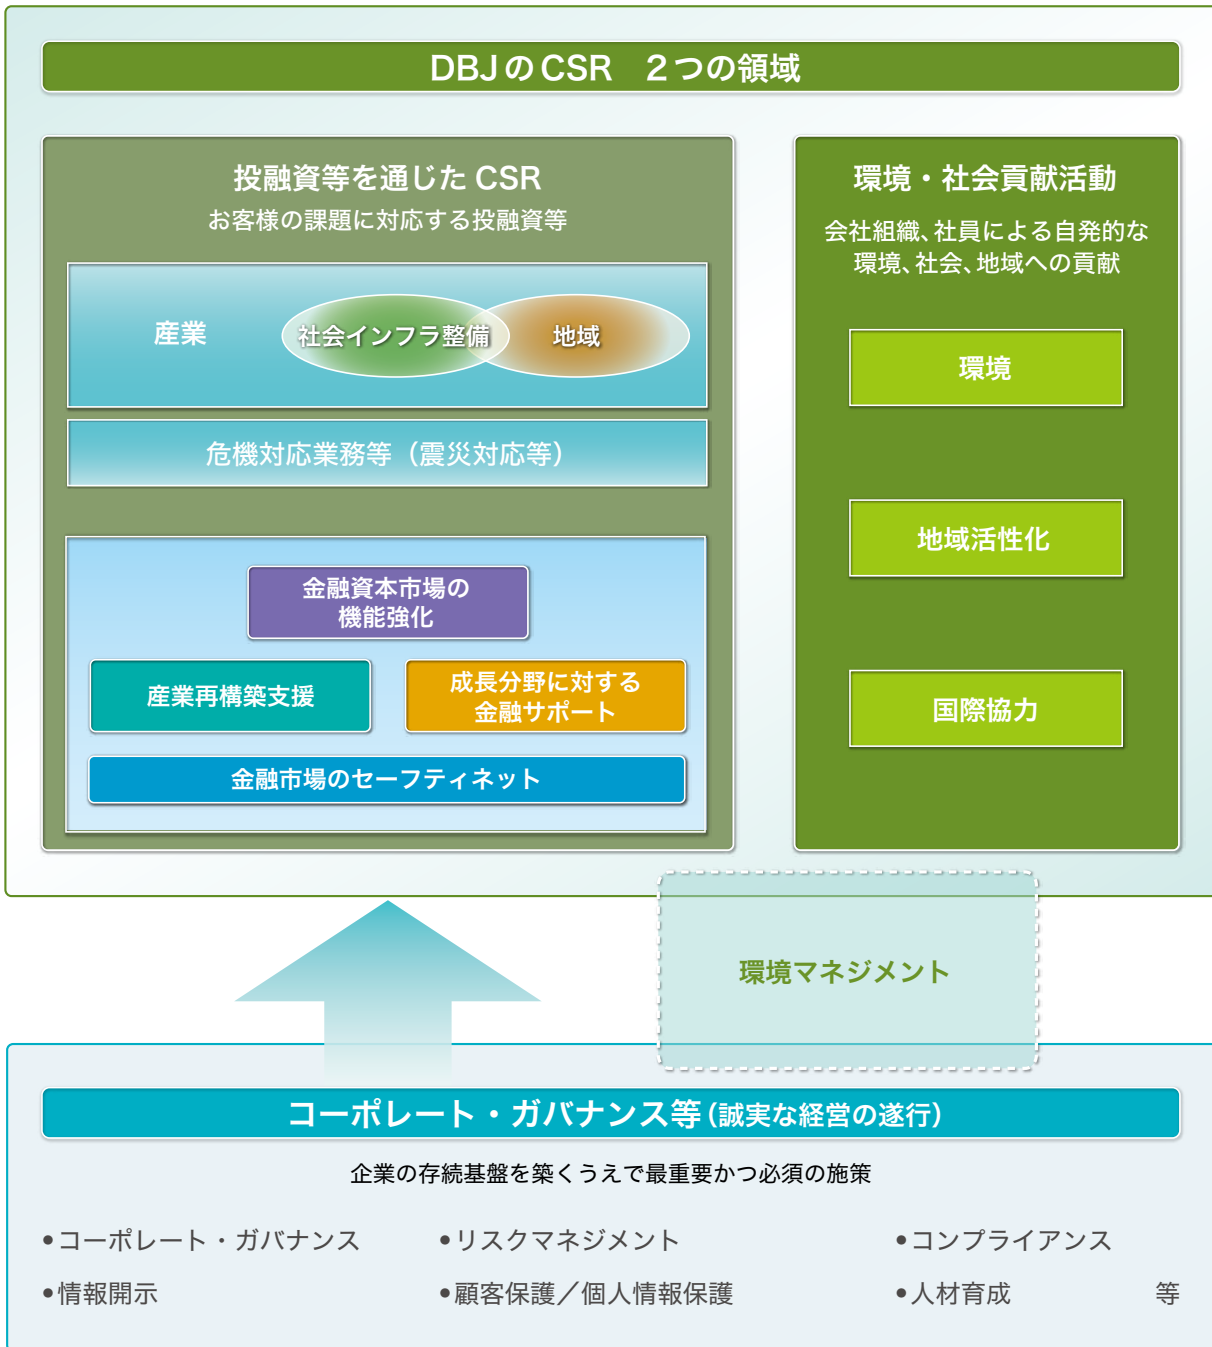 DBJのCSR　２つの領域
投融資等を通じた CSR
お客様の課題に対応する投融資等
産業
社会インフラ整備
地域
危機対応業務等（震災対応等）
金融資本市場の
機能強化
産業再構築支援
成長分野に対する
金融サポート
金融市場のセーフティネット
環境・社会貢献活動
会社組織、社員による自発的な
環境、社会、地域への貢献
環境
地域活性化
国際協力
環境マネジメント
コーポレート・ガバナンス等（誠実な経営の遂行）
企業の存続基盤を築くうえで最重要かつ必須の施策
•コーポレート・ガバナンス　•リスクマネジメント　•コンプライアンス
•情報開示　•顧客保護／個人情報保護　•人材育成　等